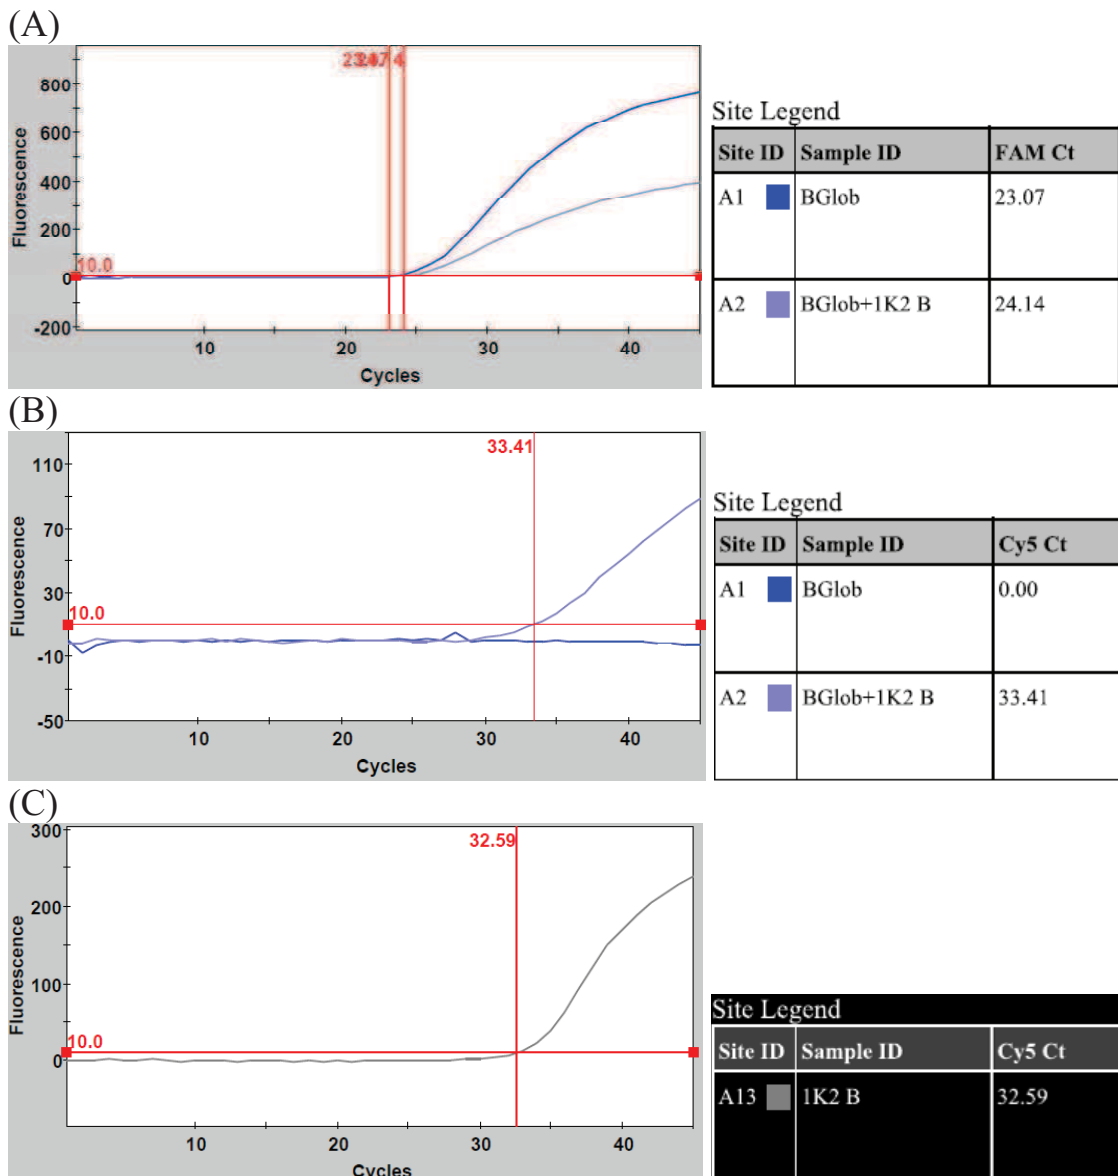 (A)
800
600
400
200
0
-200
10.0
10 20 30 40
Fluorescence
Cycles
Site Legend
Site ID Sample ID FAM Ct
A1 BGlob 23.07
A2 BGlob+1K2 B 24.14
(B)
33.41
110
70
30
-10
-50
10.0
10 20 30 40
Fluorescence
Cycles
Site Legend
Site ID Sample ID Cy5 Ct
A1 BGlob 0.00
A2 BGlob+1K2 B 33.41
(C)
32.59
300
200
100
0
10.0
10 20 30 40
Fluorescence
Cycles
Site Legend
Site ID Sample ID Cy5 Ct
A13 1K2 B 32.59